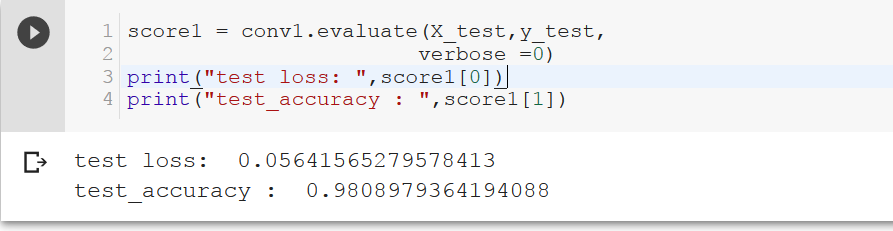 1 score1 = conv1.evaluate(X_test,y_test,
2 verbose =0)
3 print("test loss: ",score1[0])
4 print("test_accuracy : ",score1[1])
test loss:  0.05641565279578413
test_accuracy :  0.9808979364194088